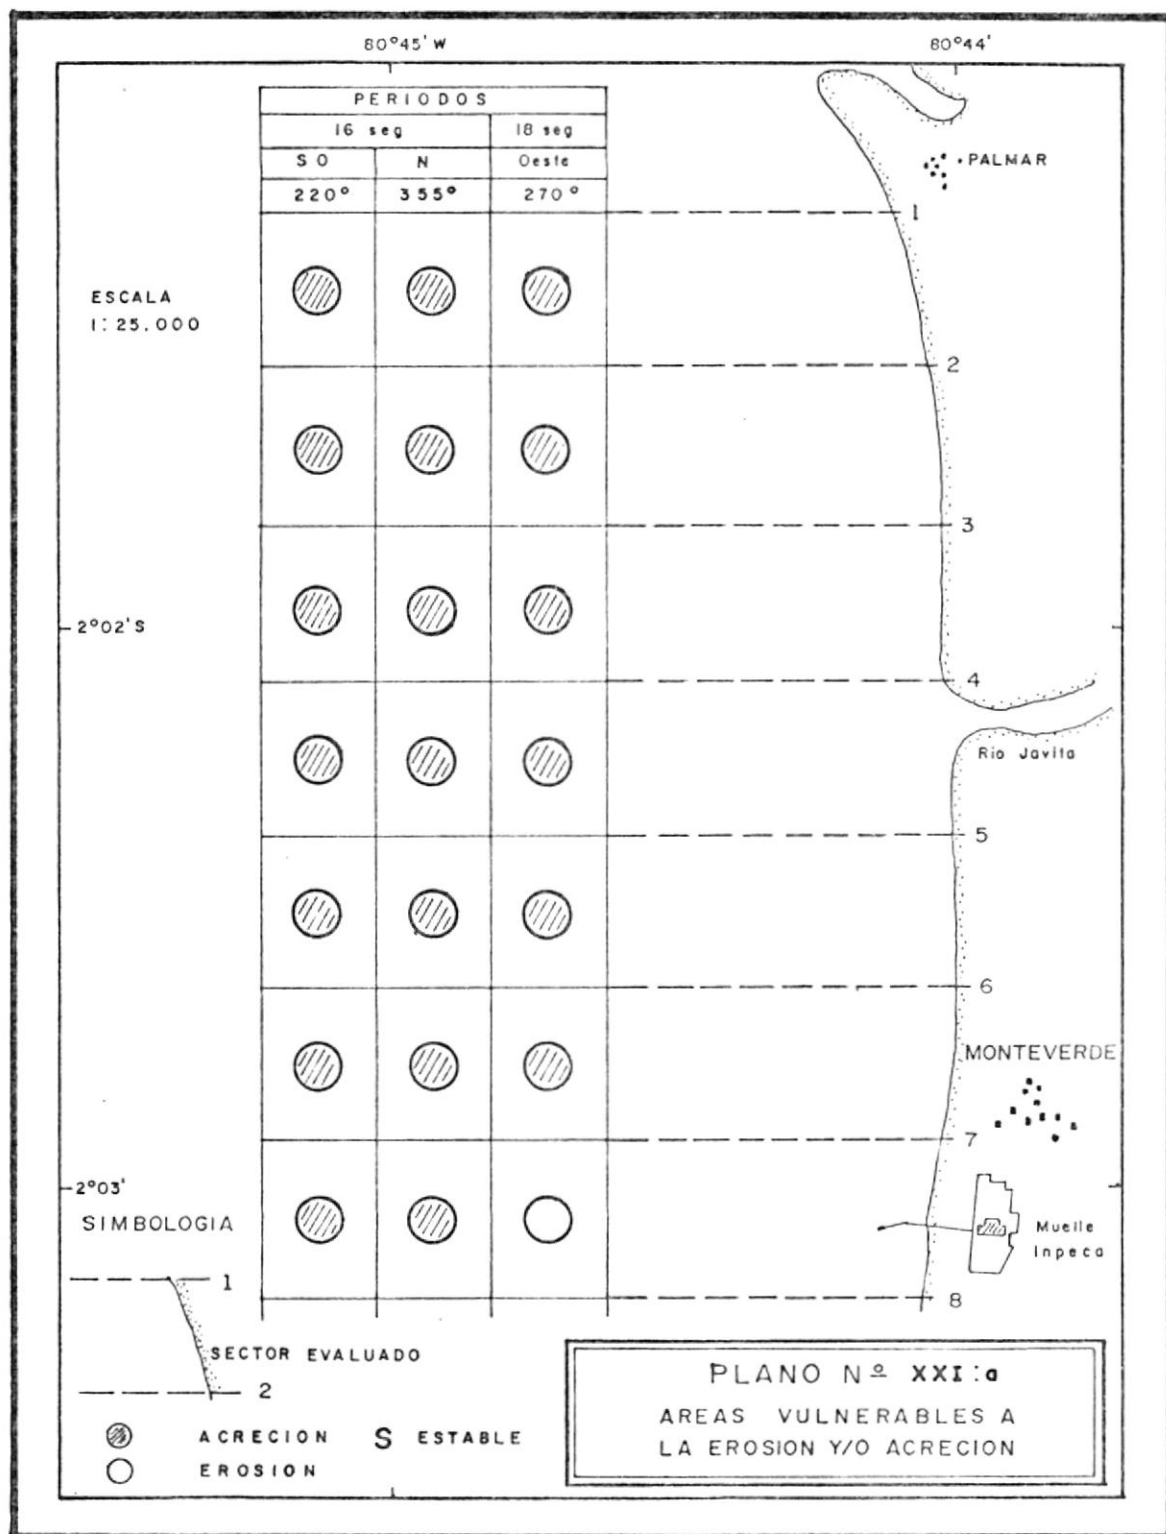 80°45' W
80°44'
PERIODOS
16 seg
18 seg
SO
N
Oeste
220°
355°
270°
PALMAR
1
ESCALA
1:25.000
2
3
2°02'S
4
Rio Javita
5
6
MONTEVERDE
7
2°03'
SIMBOLOGIA
Muelle
Inpeca
8
1
SECTOR EVALUADO
2
ACRECION
S ESTABLE
EROSION
PLANO Nº XXI:a
AREAS VULNERABLES A
LA EROSION Y/O ACRECION